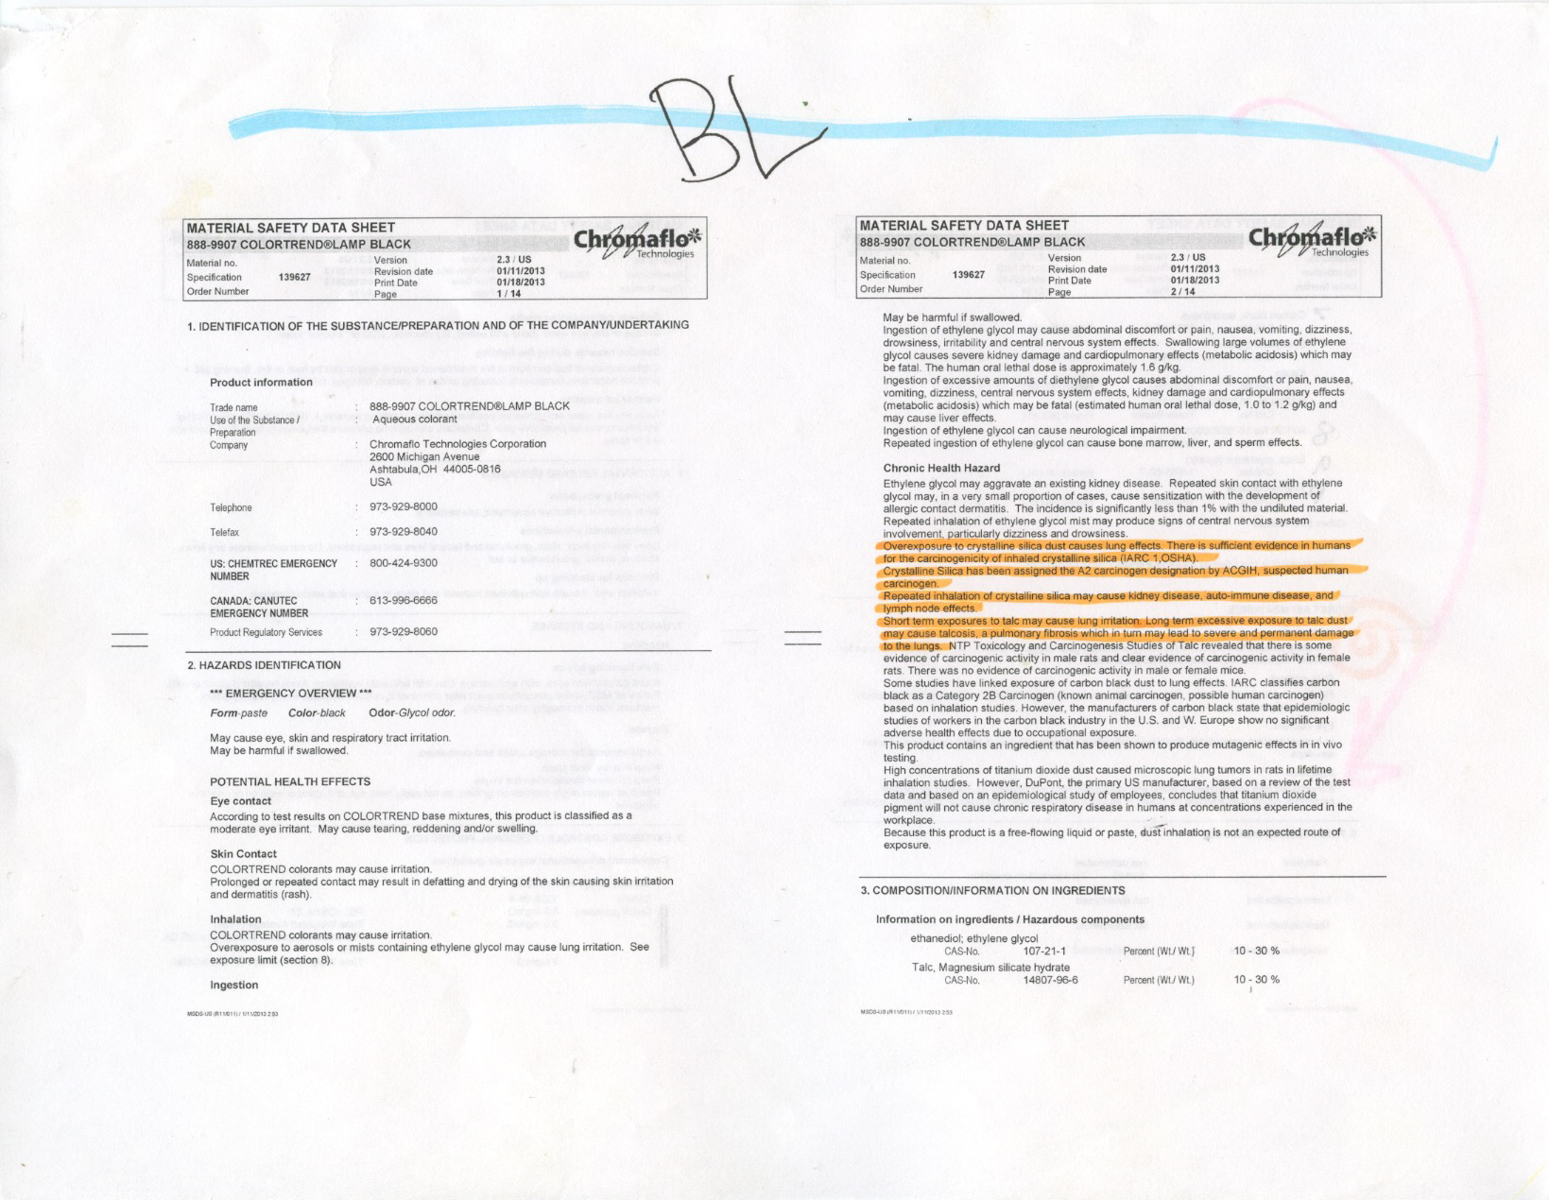 BL
MATERIAL SAFETY DATA SHEET
888-9907 COLORTREND®LAMP BLACK
Chromaflo
Technologies
Material no.
Specification 139627
Order Number
Version 2.3 / US
Revision date 01/11/2013
Print Date 01/18/2013
Page 1 / 14
1. IDENTIFICATION OF THE SUBSTANCE/PREPARATION AND OF THE COMPANY/UNDERTAKING
Product information
Trade name : 888-9907 COLORTREND®LAMP BLACK
Use of the Substance / : Aqueous colorant
Preparation
Company : Chromaflo Technologies Corporation
2600 Michigan Avenue
Ashtabula,OH 44005-0816
USA
Telephone : 973-929-8000
Telefax : 973-929-8040
US: CHEMTREC EMERGENCY : 800-424-9300
NUMBER
CANADA: CANUTEC : 613-996-6666
EMERGENCY NUMBER
Product Regulatory Services : 973-929-8060
2. HAZARDS IDENTIFICATION
*** EMERGENCY OVERVIEW ***
Form-paste Color-black Odor-Glycol odor.
May cause eye, skin and respiratory tract irritation.
May be harmful if swallowed.
POTENTIAL HEALTH EFFECTS
Eye contact
According to test results on COLORTREND base mixtures, this product is classified as a
moderate eye irritant. May cause tearing, reddening and/or swelling.
Skin Contact
COLORTREND colorants may cause irritation.
Prolonged or repeated contact may result in defatting and drying of the skin causing skin irritation
and dermatitis (rash).
Inhalation
COLORTREND colorants may cause irritation.
Overexposure to aerosols or mists containing ethylene glycol may cause lung irritation. See
exposure limit (section 8).
Ingestion
MSDS-US (R11/011) / 1/11/2013 2:53
MATERIAL SAFETY DATA SHEET
888-9907 COLORTREND®LAMP BLACK
Chromaflo
Technologies
Material no.
Specification 139627
Order Number
Version 2.3 / US
Revision date 01/11/2013
Print Date 01/18/2013
Page 2 / 14
May be harmful if swallowed.
Ingestion of ethylene glycol may cause abdominal discomfort or pain, nausea, vomiting, dizziness,
drowsiness, irritability and central nervous system effects. Swallowing large volumes of ethylene
glycol causes severe kidney damage and cardiopulmonary effects (metabolic acidosis) which may
be fatal. The human oral lethal dose is approximately 1.6 g/kg.
Ingestion of excessive amounts of diethylene glycol causes abdominal discomfort or pain, nausea,
vomiting, dizziness, central nervous system effects, kidney damage and cardiopulmonary effects
(metabolic acidosis) which may be fatal (estimated human oral lethal dose, 1.0 to 1.2 g/kg) and
may cause liver effects.
Ingestion of ethylene glycol can cause neurological impairment.
Repeated ingestion of ethylene glycol can cause bone marrow, liver, and sperm effects.
Chronic Health Hazard
Ethylene glycol may aggravate an existing kidney disease. Repeated skin contact with ethylene
glycol may, in a very small proportion of cases, cause sensitization with the development of
allergic contact dermatitis. The incidence is significantly less than 1% with the undiluted material.
Repeated inhalation of ethylene glycol mist may produce signs of central nervous system
involvement, particularly dizziness and drowsiness.
Overexposure to crystalline silica dust causes lung effects. There is sufficient evidence in humans
for the carcinogenicity of inhaled crystalline silica (IARC 1,OSHA).
Crystalline Silica has been assigned the A2 carcinogen designation by ACGIH, suspected human
carcinogen.
Repeated inhalation of crystalline silica may cause kidney disease, auto-immune disease, and
lymph node effects.
Short term exposures to talc may cause lung irritation. Long term excessive exposure to talc dust
may cause talcosis, a pulmonary fibrosis which in turn may lead to severe and permanent damage
to the lungs. NTP Toxicology and Carcinogenesis Studies of Talc revealed that there is some
evidence of carcinogenic activity in male rats and clear evidence of carcinogenic activity in female
rats. There was no evidence of carcinogenic activity in male or female mice.
Some studies have linked exposure of carbon black dust to lung effects. IARC classifies carbon
black as a Category 2B Carcinogen (known animal carcinogen, possible human carcinogen)
based on inhalation studies. However, the manufacturers of carbon black state that epidemiologic
studies of workers in the carbon black industry in the U.S. and W. Europe show no significant
adverse health effects due to occupational exposure.
This product contains an ingredient that has been shown to produce mutagenic effects in in vivo
testing.
High concentrations of titanium dioxide dust caused microscopic lung tumors in rats in lifetime
inhalation studies. However, DuPont, the primary US manufacturer, based on a review of the test
data and based on an epidemiological study of employees, concludes that titanium dioxide
pigment will not cause chronic respiratory disease in humans at concentrations experienced in the
workplace.
Because this product is a free-flowing liquid or paste, dust inhalation is not an expected route of
exposure.
3. COMPOSITION/INFORMATION ON INGREDIENTS
Information on ingredients / Hazardous components
ethanediol; ethylene glycol
CAS-No. 107-21-1 Percent (Wt./ Wt.) 10 - 30 %
Talc, Magnesium silicate hydrate
CAS-No. 14807-96-6 Percent (Wt./ Wt.) 10 - 30 %
MSDS-US (R11/011) / 1/11/2013 2:53